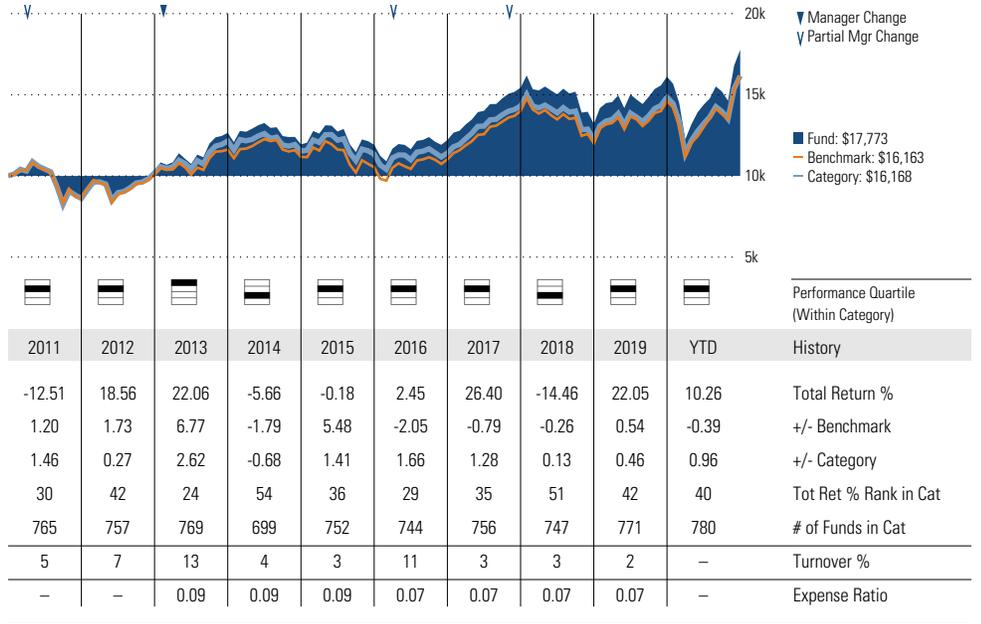 20k
Manager Change
Partial Mgr Change
15k
Fund: $17,773
Benchmark: $16,163
Category: $16,168
10k
5k
Performance Quartile
(Within Category)
2011 2012 2013 2014 2015 2016 2017 2018 2019 YTD History
-12.51 18.56 22.06 -5.66 -0.18 2.45 26.40 -14.46 22.05 10.26 Total Return %
1.20 1.73 6.77 -1.79 5.48 -2.05 -0.79 -0.26 0.54 -0.39 +/- Benchmark
1.46 0.27 2.62 -0.68 1.41 1.66 1.28 0.13 0.46 0.96 +/- Category
30 42 24 54 36 29 35 51 42 40 Tot Ret % Rank in Cat
765 757 769 699 752 744 756 747 771 780 # of Funds in Cat
5 7 13 4 3 11 3 3 2 – Turnover %
– – 0.09 0.09 0.09 0.07 0.07 0.07 0.07 – Expense Ratio